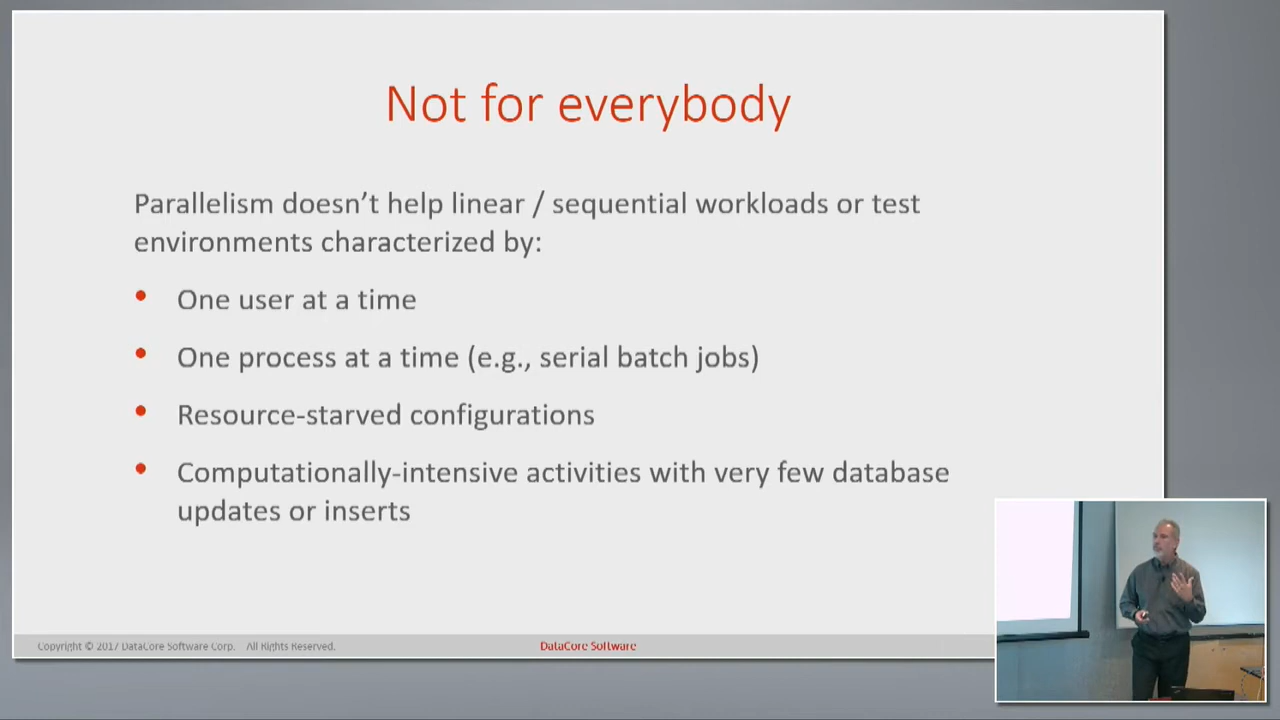 Not for everybody
Parallelism doesn’t help linear / sequential workloads or test
environments characterized by:
• One user at a time
• One process at a time (e.g., serial batch jobs)
• Resource-starved configurations
• Computationally-intensive activities with very few database
updates or inserts
Copyright © 2017 DataCore Software Corp. All Rights Reserved.
DataCore Software